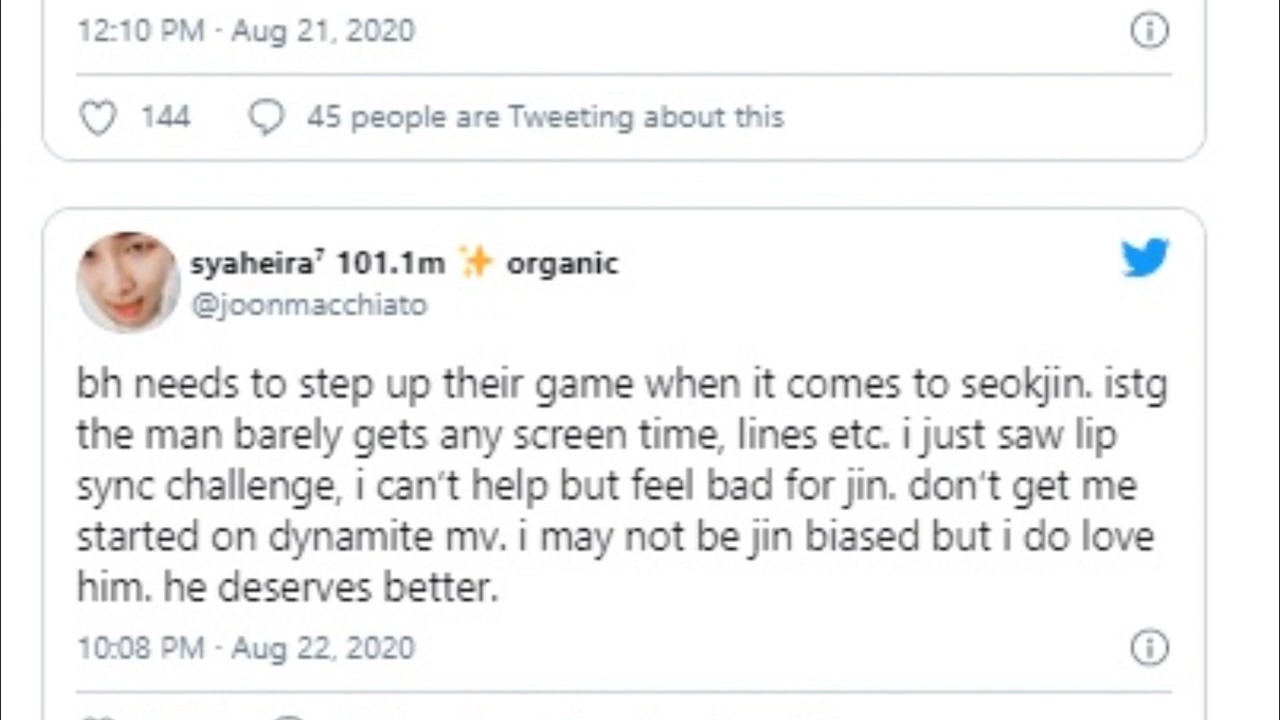 12:10 PM · Aug 21, 2020
144 45 people are Tweeting about this
syaheira⁷ 101.1m ✨ organic
@joonmacchiato
bh needs to step up their game when it comes to seokjin. istg
the man barely gets any screen time, lines etc. i just saw lip
sync challenge, i can’t help but feel bad for jin. don’t get me
started on dynamite mv. i may not be jin biased but i do love
him. he deserves better.
10:08 PM · Aug 22, 2020